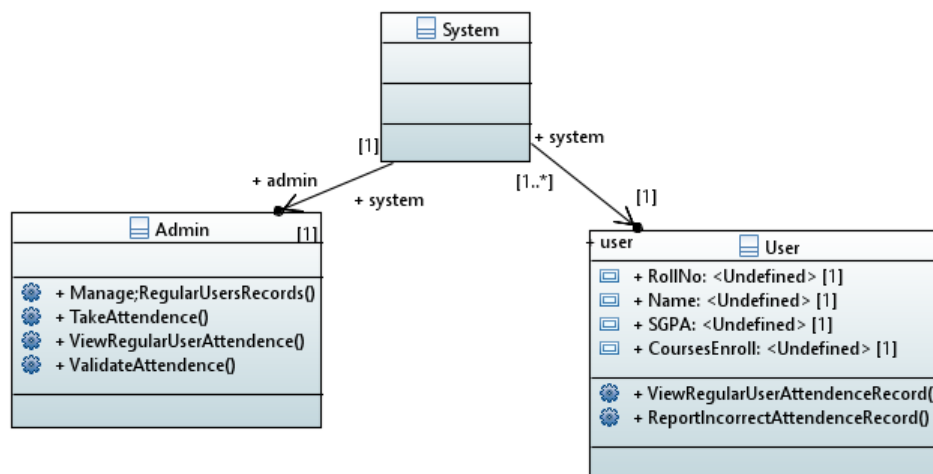 System
[1]
+ system
+ admin
[1..*]
+ system
[1]
Admin
[1]
+ user
User
+ Manage;RegularUsersRecords()
+ TakeAttendence()
+ ViewRegularUserAttendence()
+ ValidateAttendence()
+ RollNo: <Undefined> [1]
+ Name: <Undefined> [1]
+ SGPA: <Undefined> [1]
+ CoursesEnroll: <Undefined> [1]
+ ViewRegularUserAttendenceRecord(
+ ReportIncorrectAttendenceRecord()